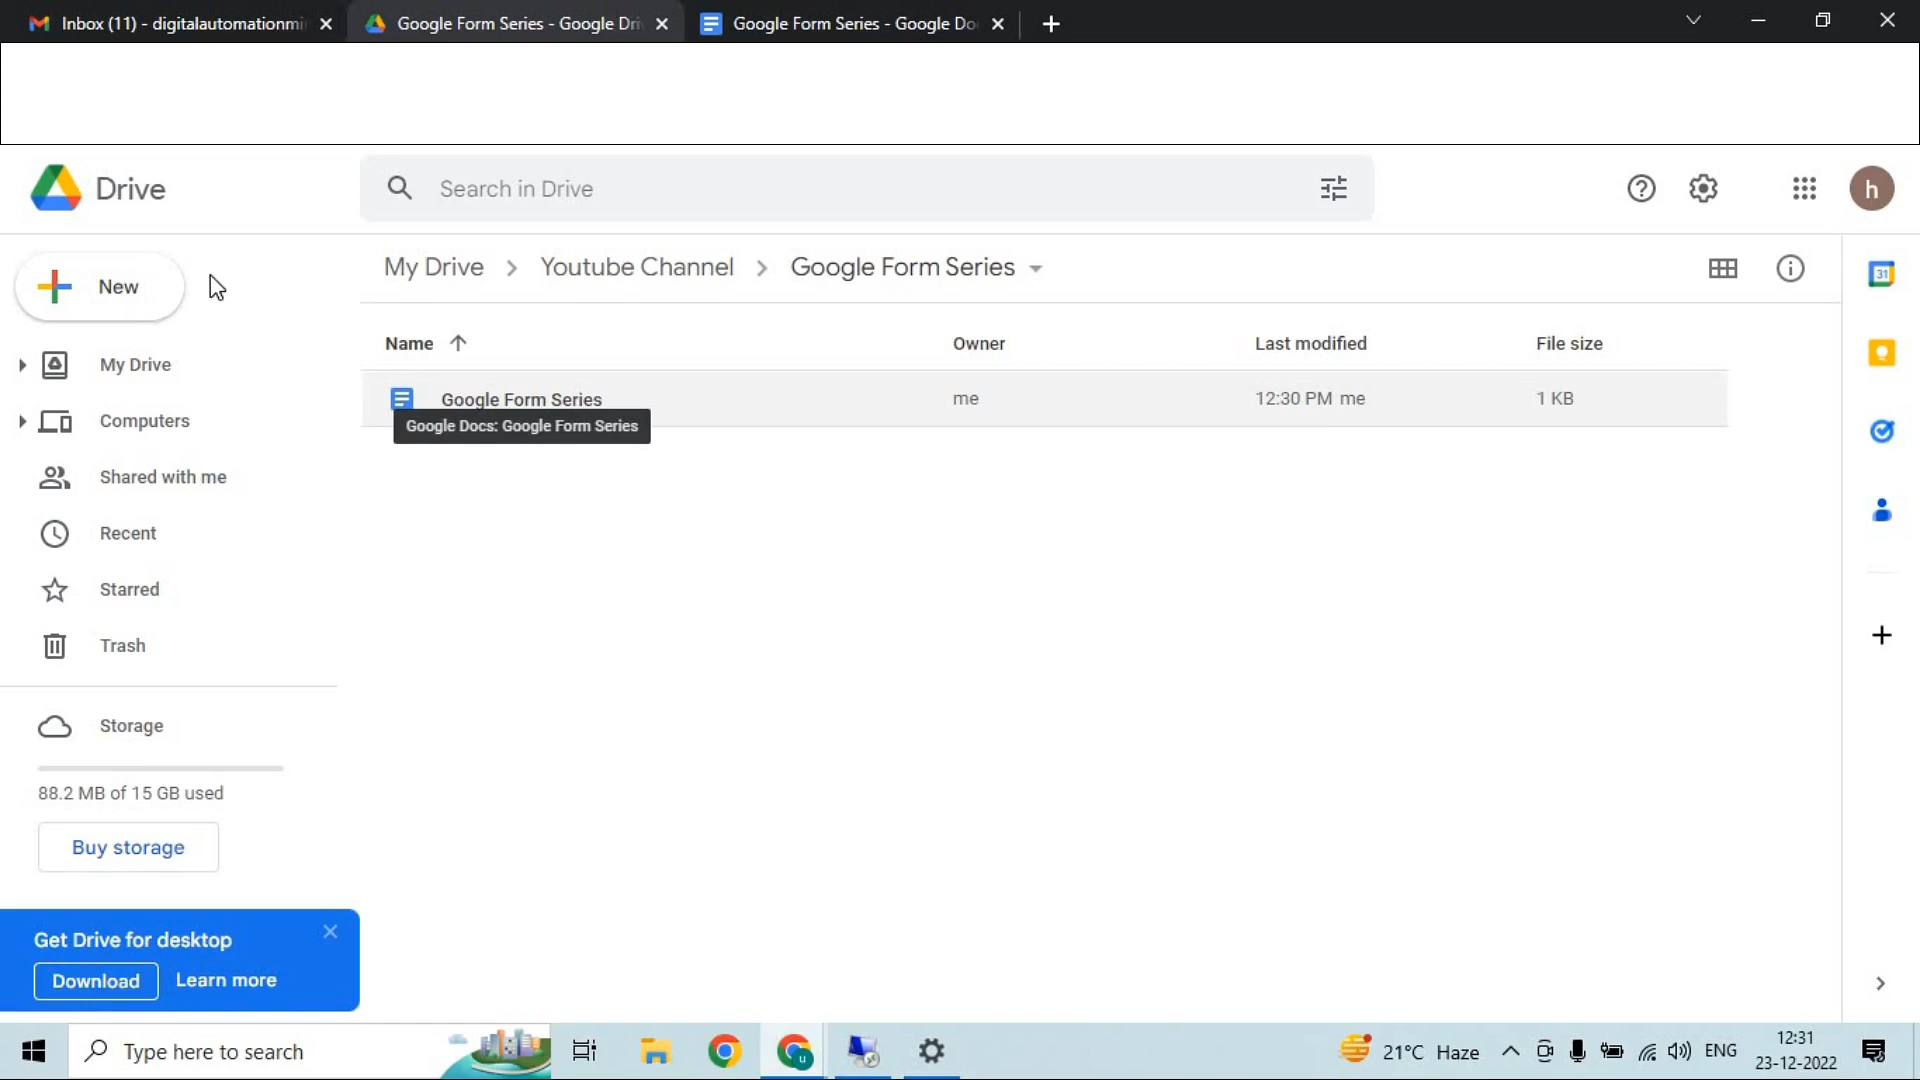 Inbox (11) - digitalautomationmi
Google Form Series - Google Dri
Google Form Series - Google Do
Drive
Search in Drive
h
New
My Drive
Youtube Channel
Google Form Series
31
Name
Owner
Last modified
File size
My Drive
Google Form Series
me
12:30 PM me
1 KB
Google Docs: Google Form Series
Computers
Shared with me
Recent
Starred
Trash
Storage
88.2 MB of 15 GB used
Buy storage
Get Drive for desktop
Download
Learn more
Type here to search
u
21°C Haze
ENG
12:31
23-12-2022